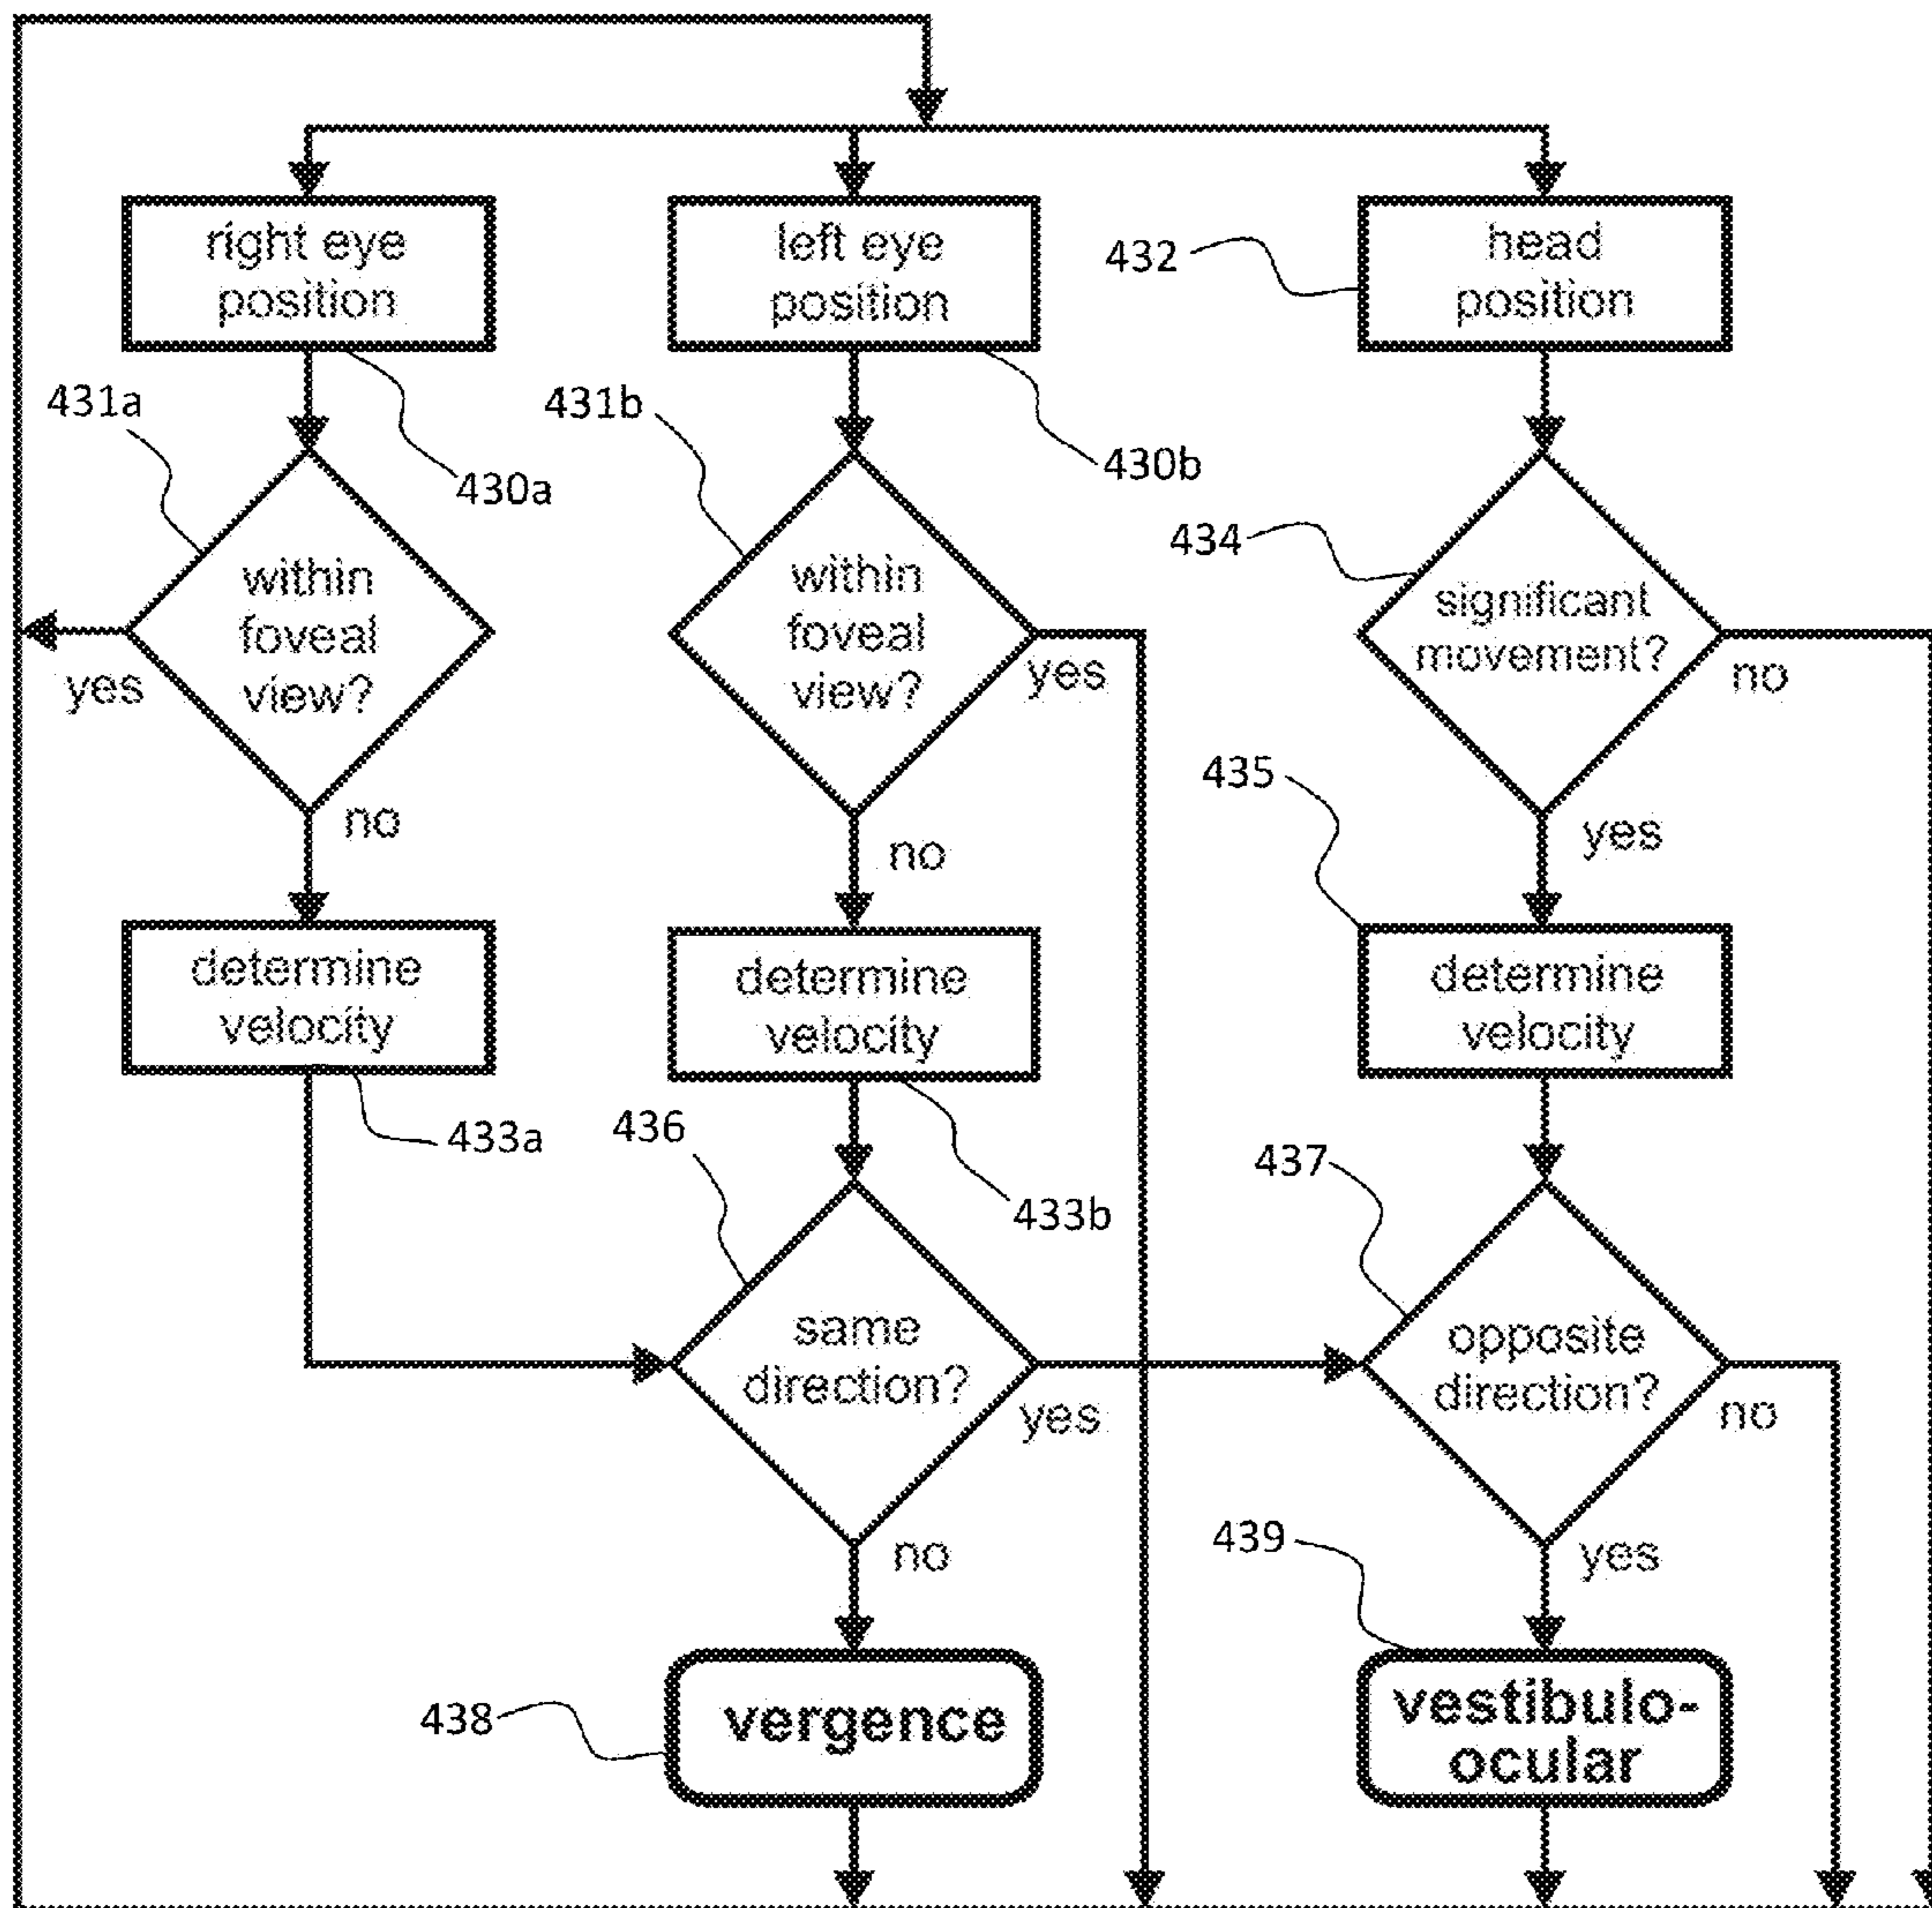 right eye
position
left eye
position
432
head
position
431a
431b
430a
430b
434
within
foveal
view?
yes
no
within
foveal
view?
yes
no
significant
movement?
no
yes
435
determine
velocity
determine
velocity
determine
velocity
433a
436
433b
437
same
direction?
yes
no
opposite
direction?
no
yes
439
438
vergence
vestibulo-
ocular